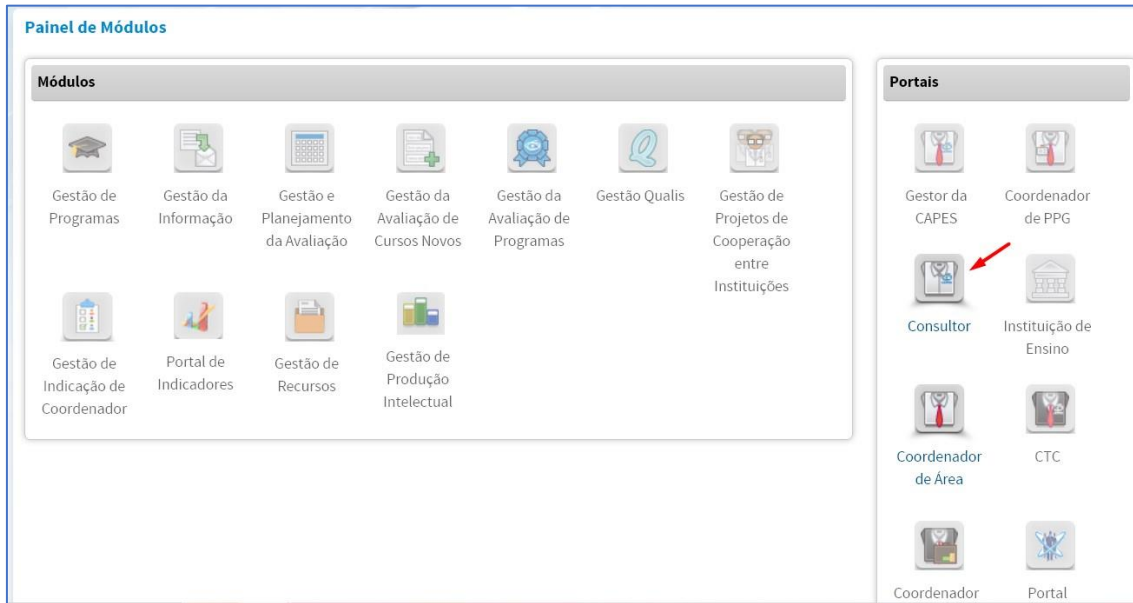 Painel de Módulos
Módulos
Gestão de
Programas
Gestão da
Informação
Gestão e
Planejamento
da Avaliação
Gestão da
Avaliação de
Cursos Novos
Gestão da
Avaliação de
Programas
Gestão Qualis
Gestão de
Projetos de
Cooperação
entre
Instituições
Gestão de
Indicação de
Coordenador
Portal de
Indicadores
Gestão de
Recursos
Gestão de
Produção
Intelectual
Portais
Gestor da
CAPES
Coordenador
de PPG
Consultor
Instituição de
Ensino
Coordenador
de Área
CTC
Coordenador
Portal